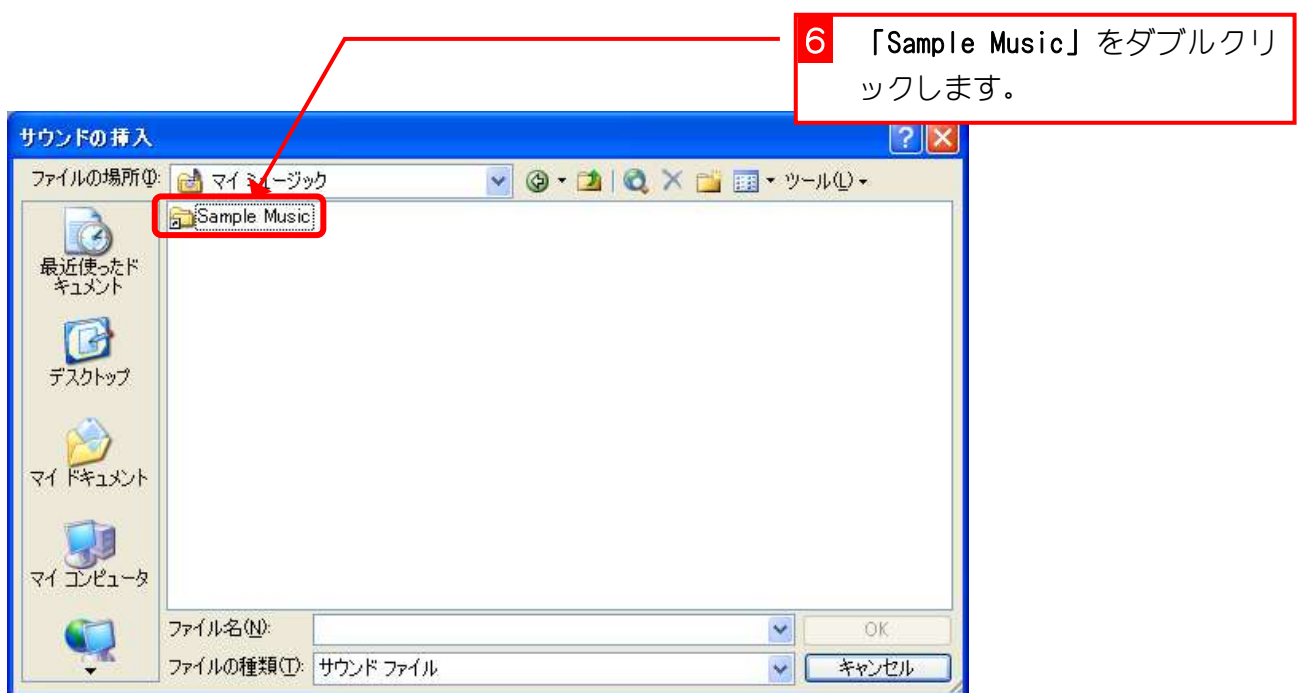 6 「Sample Music」をダブルクリ
ックします。
サウンドの挿入
ファイルの場所(I): マイ ミュージック ツール(L)
Sample Music
最近使ったド
キュメント
デスクトップ
マイ ドキュメント
マイ コンピュータ
ファイル名(N): OK
ファイルの種類(T): サウンド ファイル キャンセル